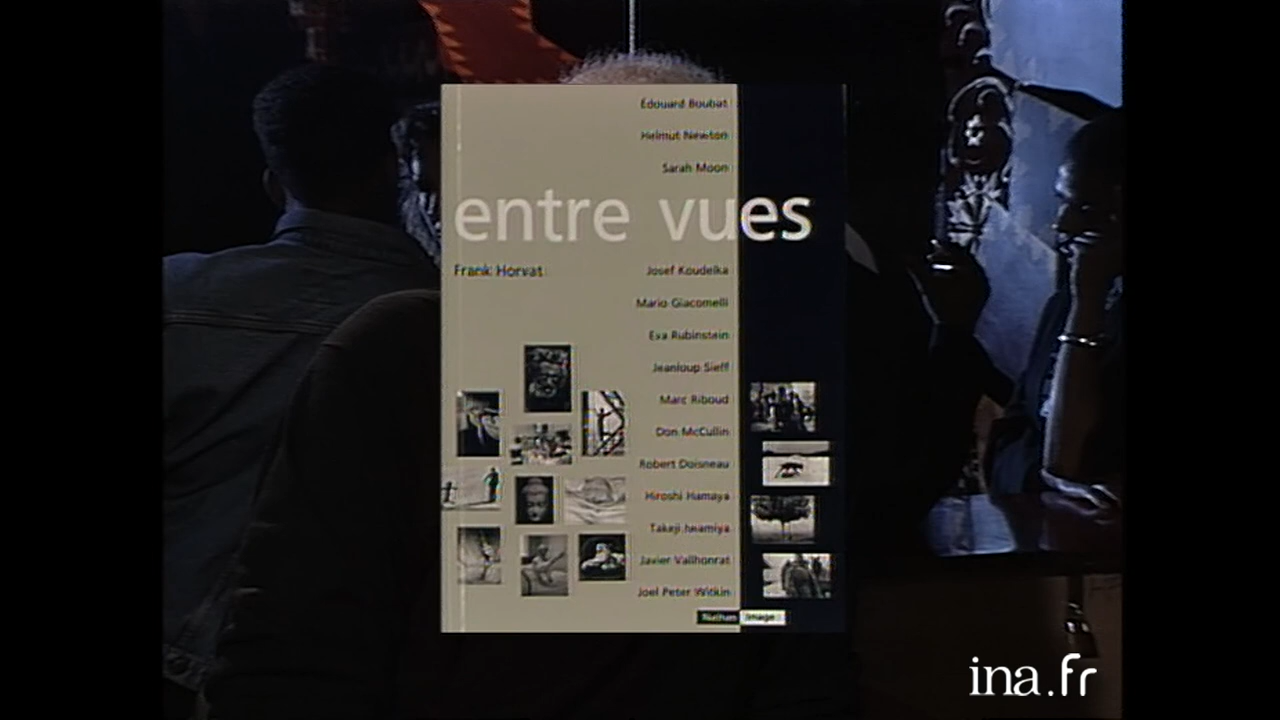 Édouard Boubat
Helmut Newton
Sarah Moon
entre vues
Frank Horvat
Josef Koudelka
Mario Giacomelli
Eva Rubinstein
Jeanloup Sieff
Marc Riboud
Don McCullin
Robert Doisneau
Hiroshi Hamaya
Takeji Iwamiya
Javier Vallhonrat
Joel Peter Witkin
Nathan Image
ina.fr